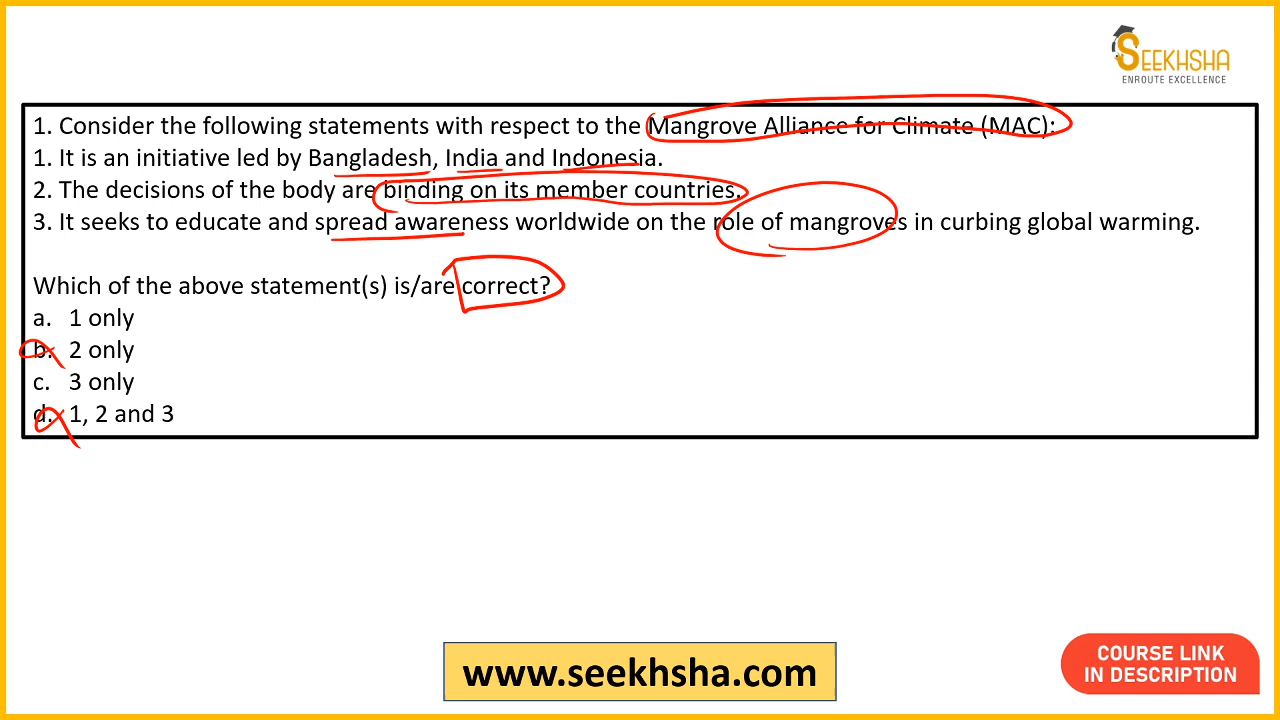 SEEKHSHA
ENROUTE EXCELLENCE
1. Consider the following statements with respect to the Mangrove Alliance for Climate (MAC):
1. It is an initiative led by Bangladesh, India and Indonesia.
2. The decisions of the body are binding on its member countries.
3. It seeks to educate and spread awareness worldwide on the role of mangroves in curbing global warming.
Which of the above statement(s) is/are correct?
a. 1 only
b. 2 only
c. 3 only
d. 1, 2 and 3
www.seekhsha.com
COURSE LINK
IN DESCRIPTION